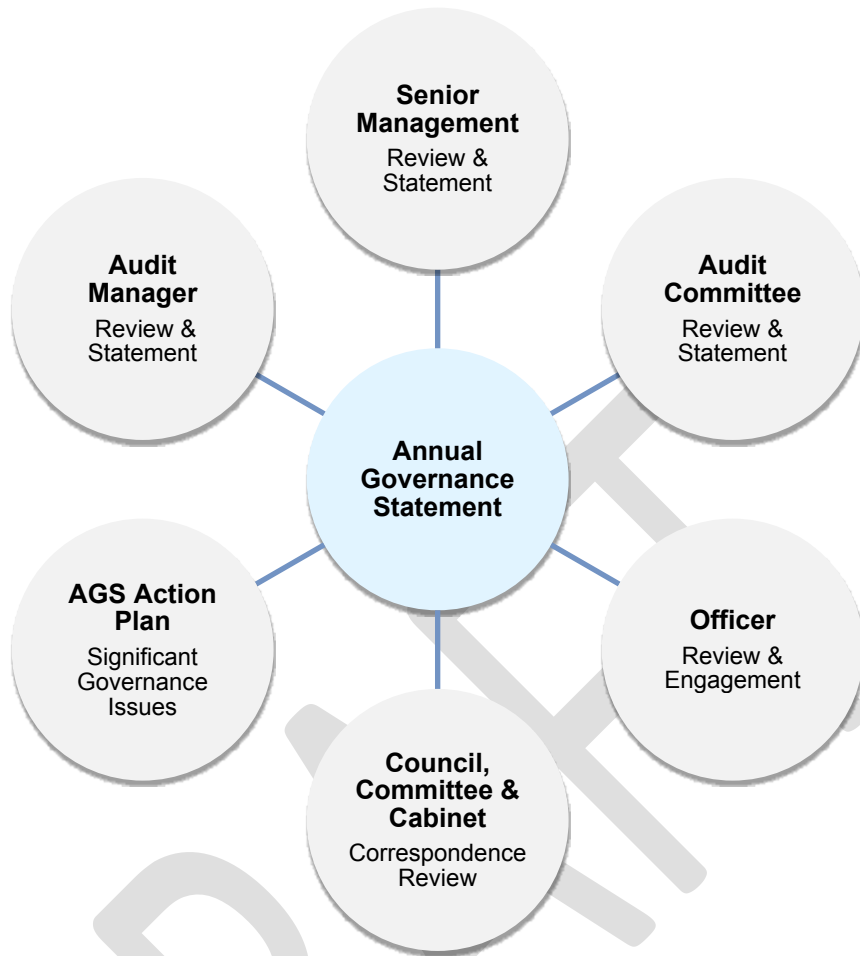 Senior
Management
Review &
Statement
Audit
Manager
Review &
Statement
Audit
Committee
Review &
Statement
Annual
Governance
Statement
AGS Action
Plan
Significant
Governance
Issues
Officer
Review &
Engagement
Council,
Committee &
Cabinet
Correspondence
Review